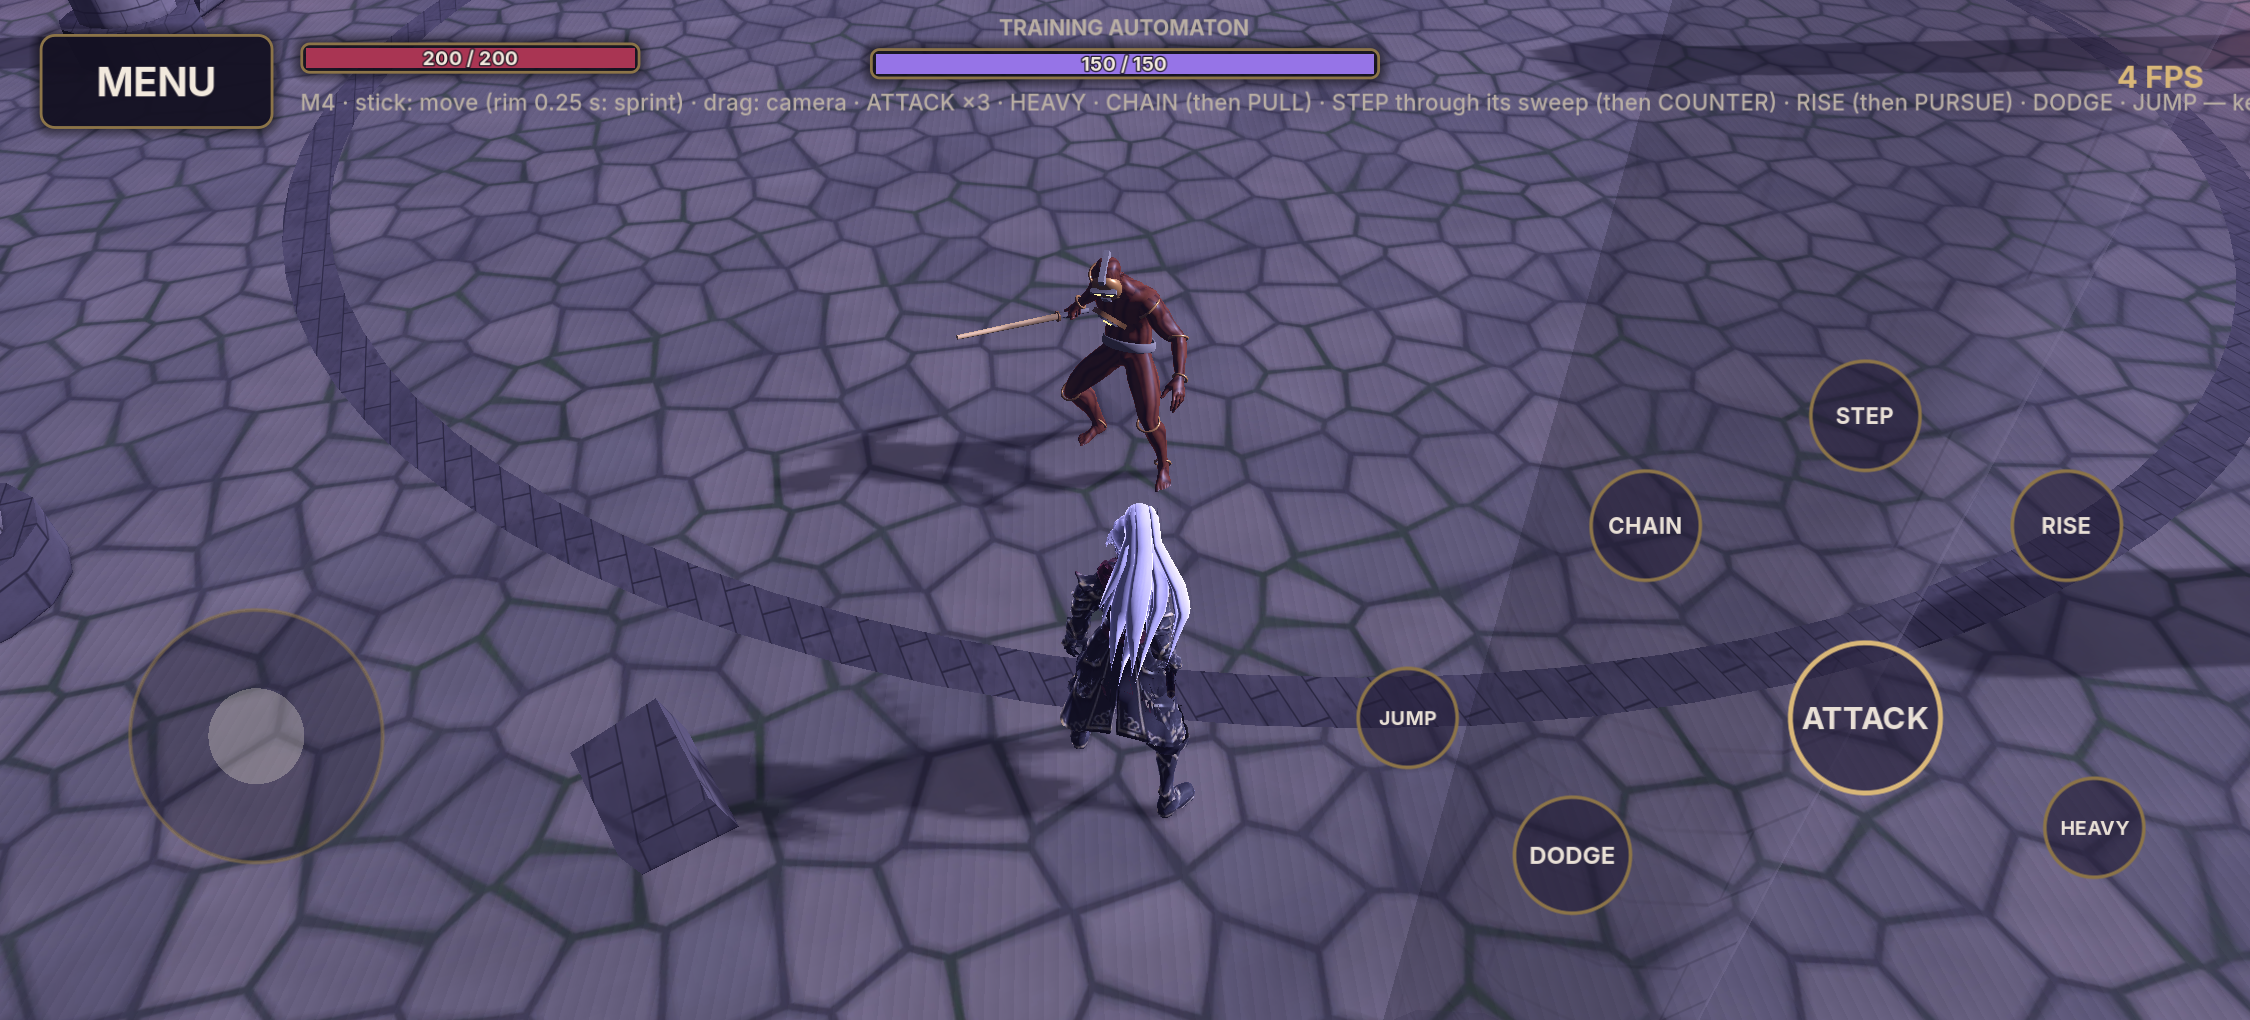 TRAINING AUTOMATON
MENU
200 / 200
150 / 150
4 FPS
M4 · stick: move (rim 0.25 s: sprint) · drag: camera · ATTACK ×3 · HEAVY · CHAIN (then PULL) · STEP through its sweep (then COUNTER) · RISE (then PURSUE) · DODGE · JUMP —
STEP
CHAIN
RISE
JUMP
ATTACK
HEAVY
DODGE